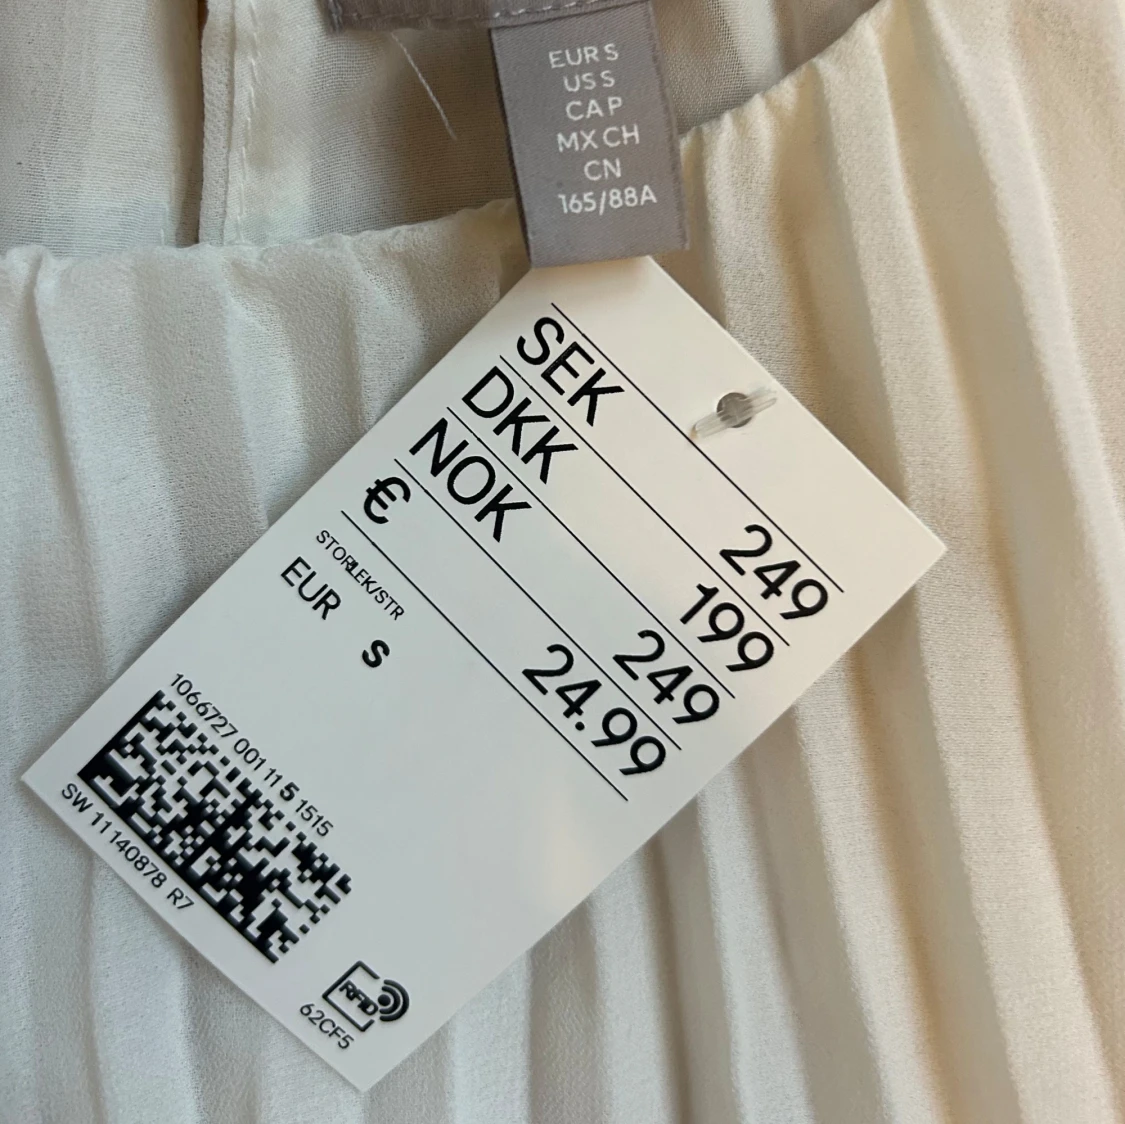 EUR S
US S
CA P
MX CH
CN
165/88A
SEK 249
DKK 199
NOK 249
€ 24.99
STORLEK/STR
EUR S
1066727 001 11 5 1515
SW 11140878 R7
RFID
62CF5